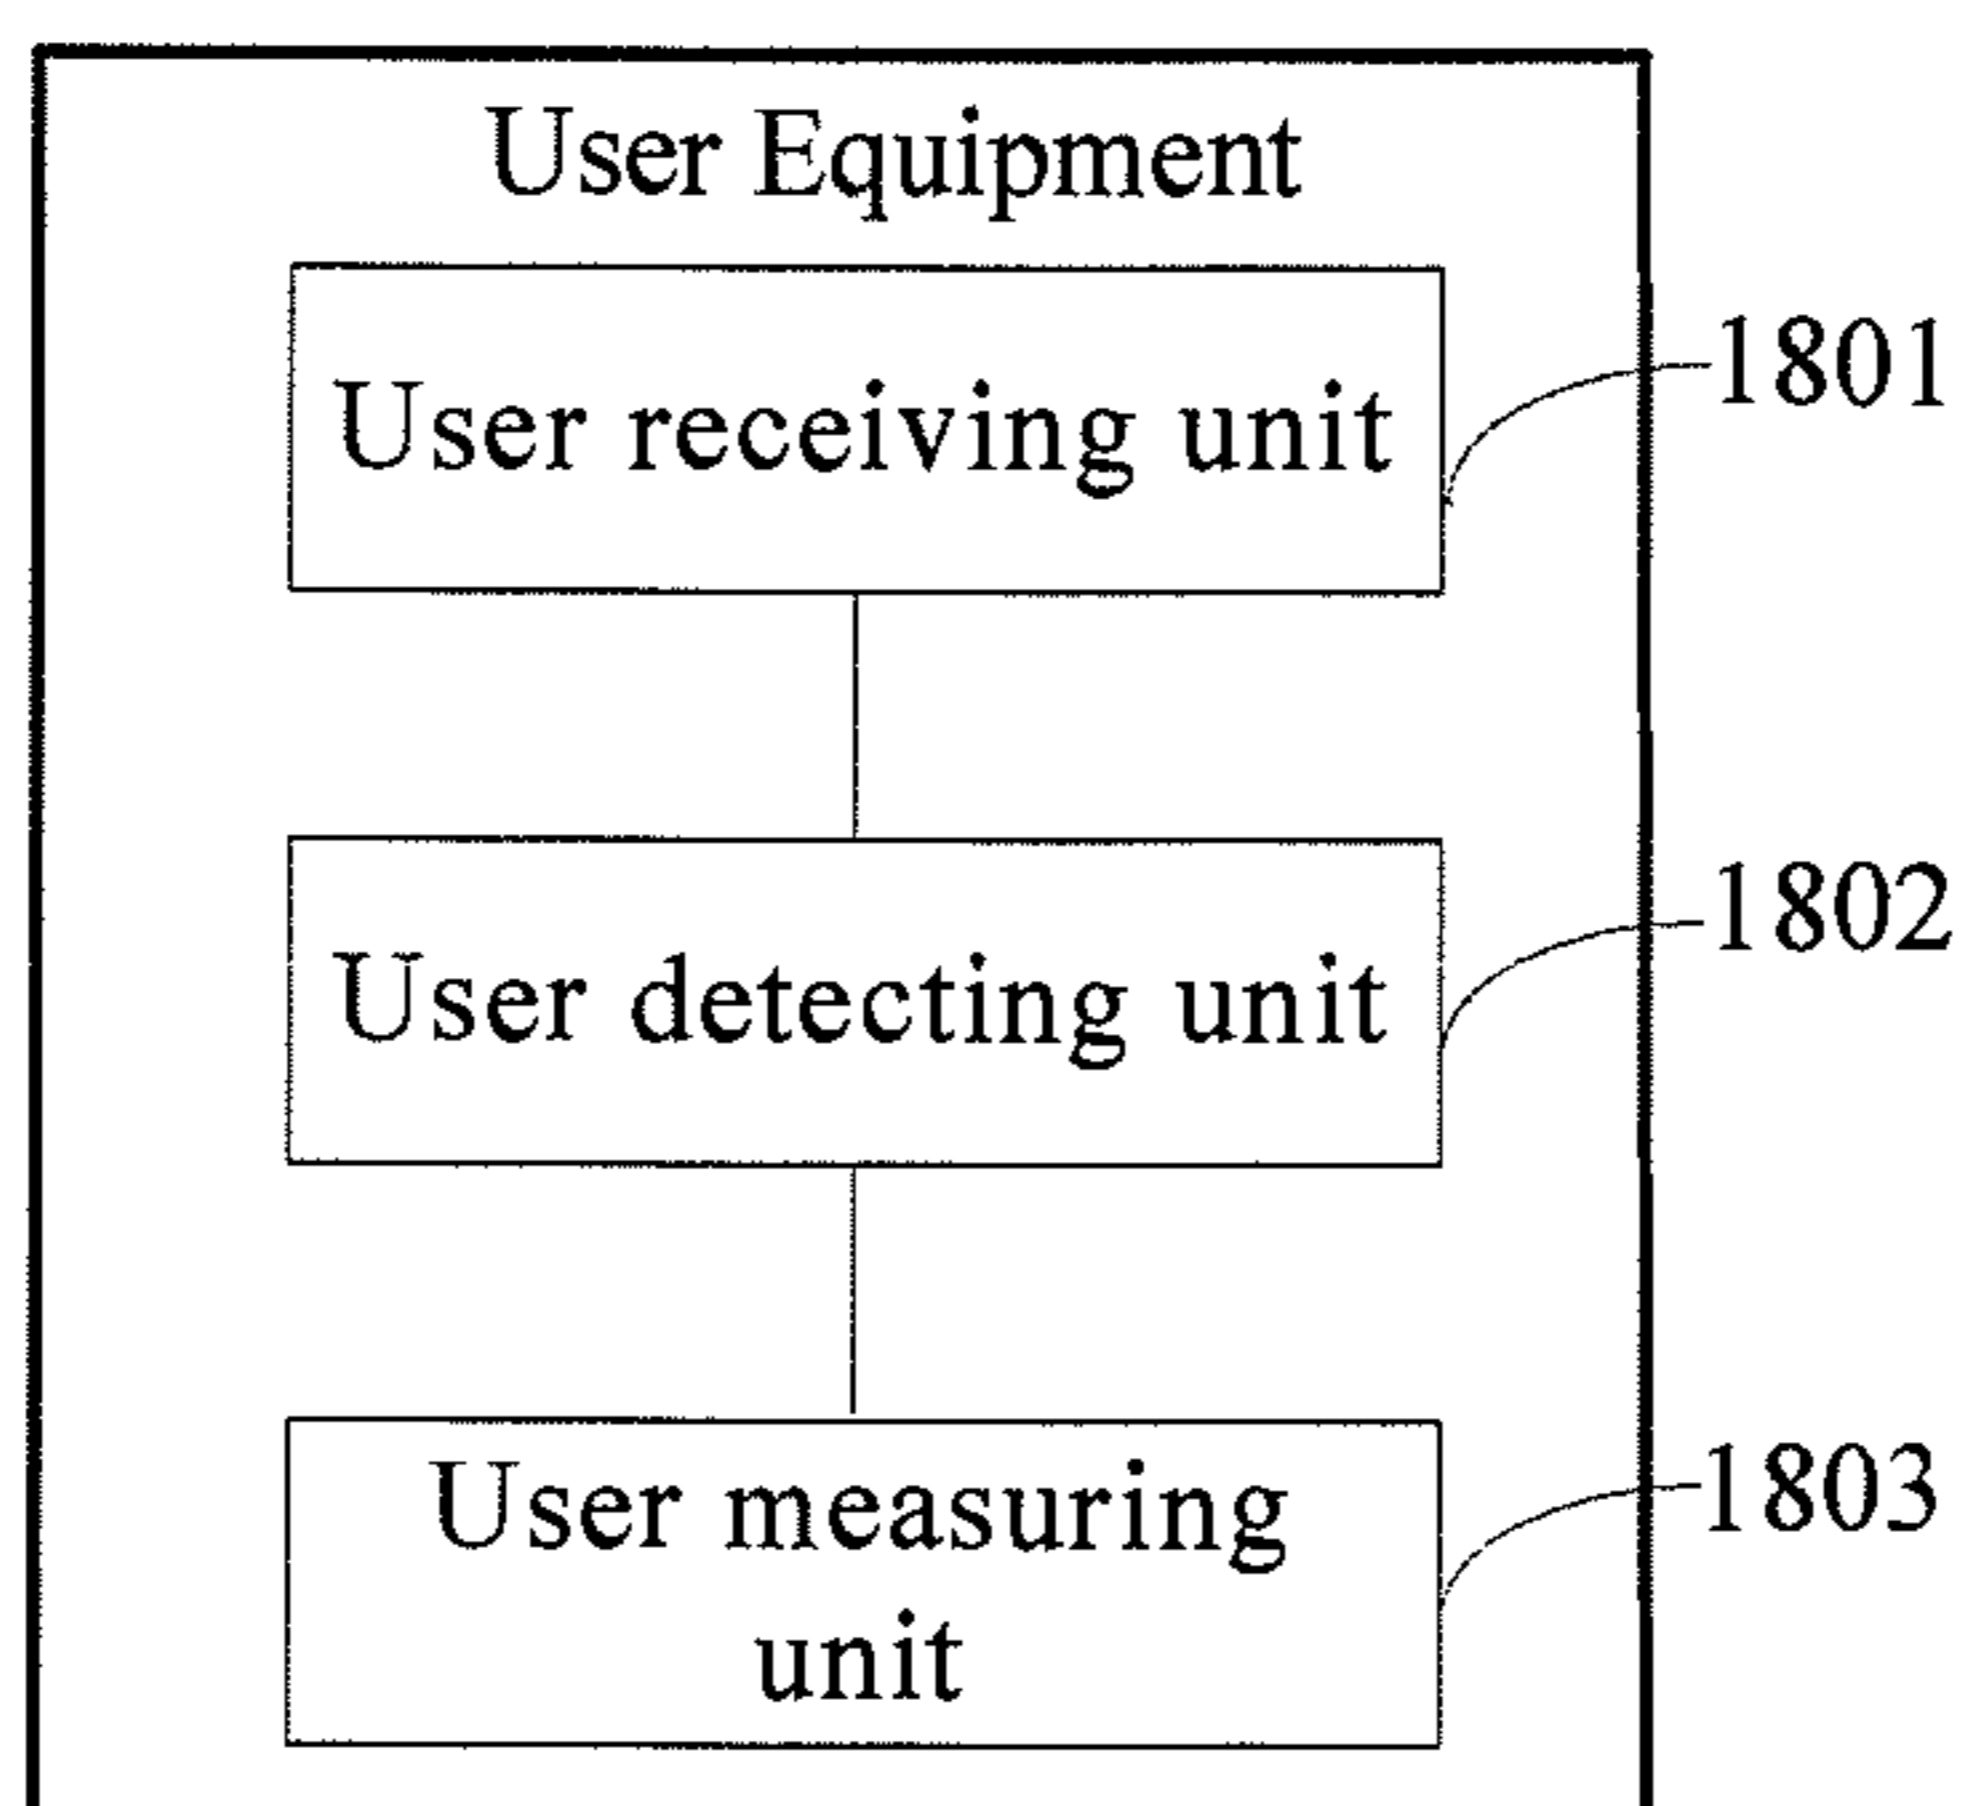 User Equipment
User receiving unit
1801
User detecting unit
1802
User measuring
unit
1803